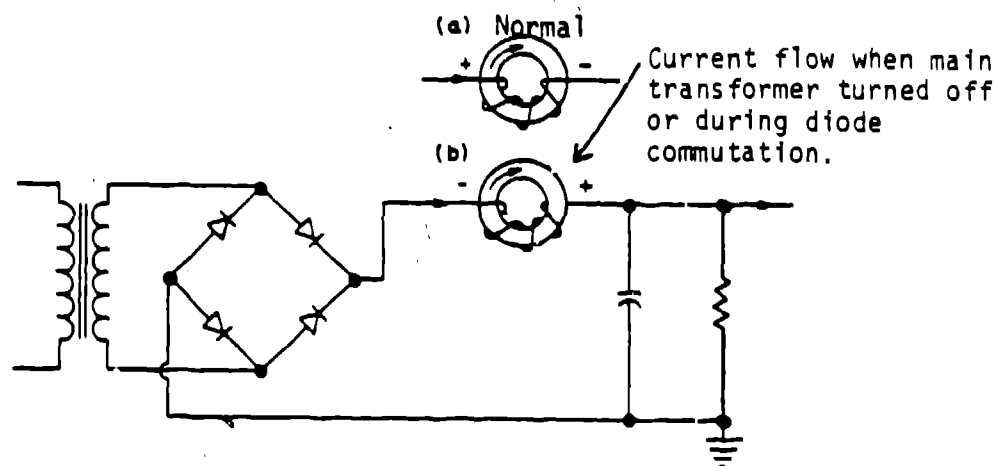 (a) Normal
+ -
Current flow when main
transformer turned off
or during diode
commutation.
(b)
- +